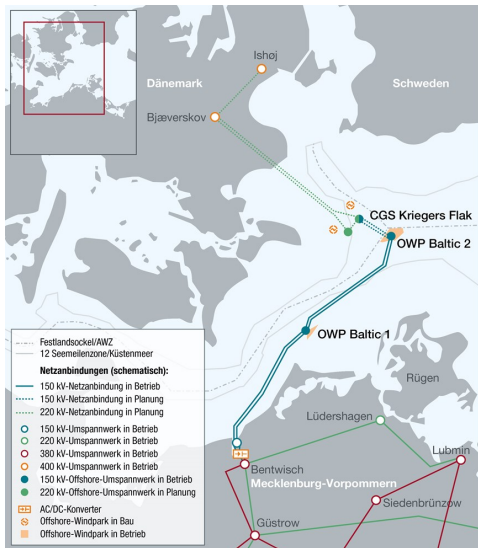 Ishøj
Dänemark
Schweden
Bjæverskov
CGS Kriegers Flak
OWP Baltic 2
OWP Baltic 1
Rügen
Lüdershagen
Lubmin
Bentwisch
Mecklenburg-Vorpommern
Siedenbrünzow
Güstrow
Festlandsockel/AWZ
12 Seemeilenzone/Küstenmeer
Netzanbindungen (schematisch):
150 kV-Netzanbindung in Betrieb
150 kV-Netzanbindung in Planung
220 kV-Netzanbindung in Planung
150 kV-Umspannwerk in Betrieb
220 kV-Umspannwerk in Betrieb
380 kV-Umspannwerk in Betrieb
400 kV-Umspannwerk in Betrieb
150 kV-Offshore-Umspannwerk in Betrieb
220 kV-Offshore-Umspannwerk in Planung
AC/DC-Konverter
Offshore-Windpark in Bau
Offshore-Windpark in Betrieb